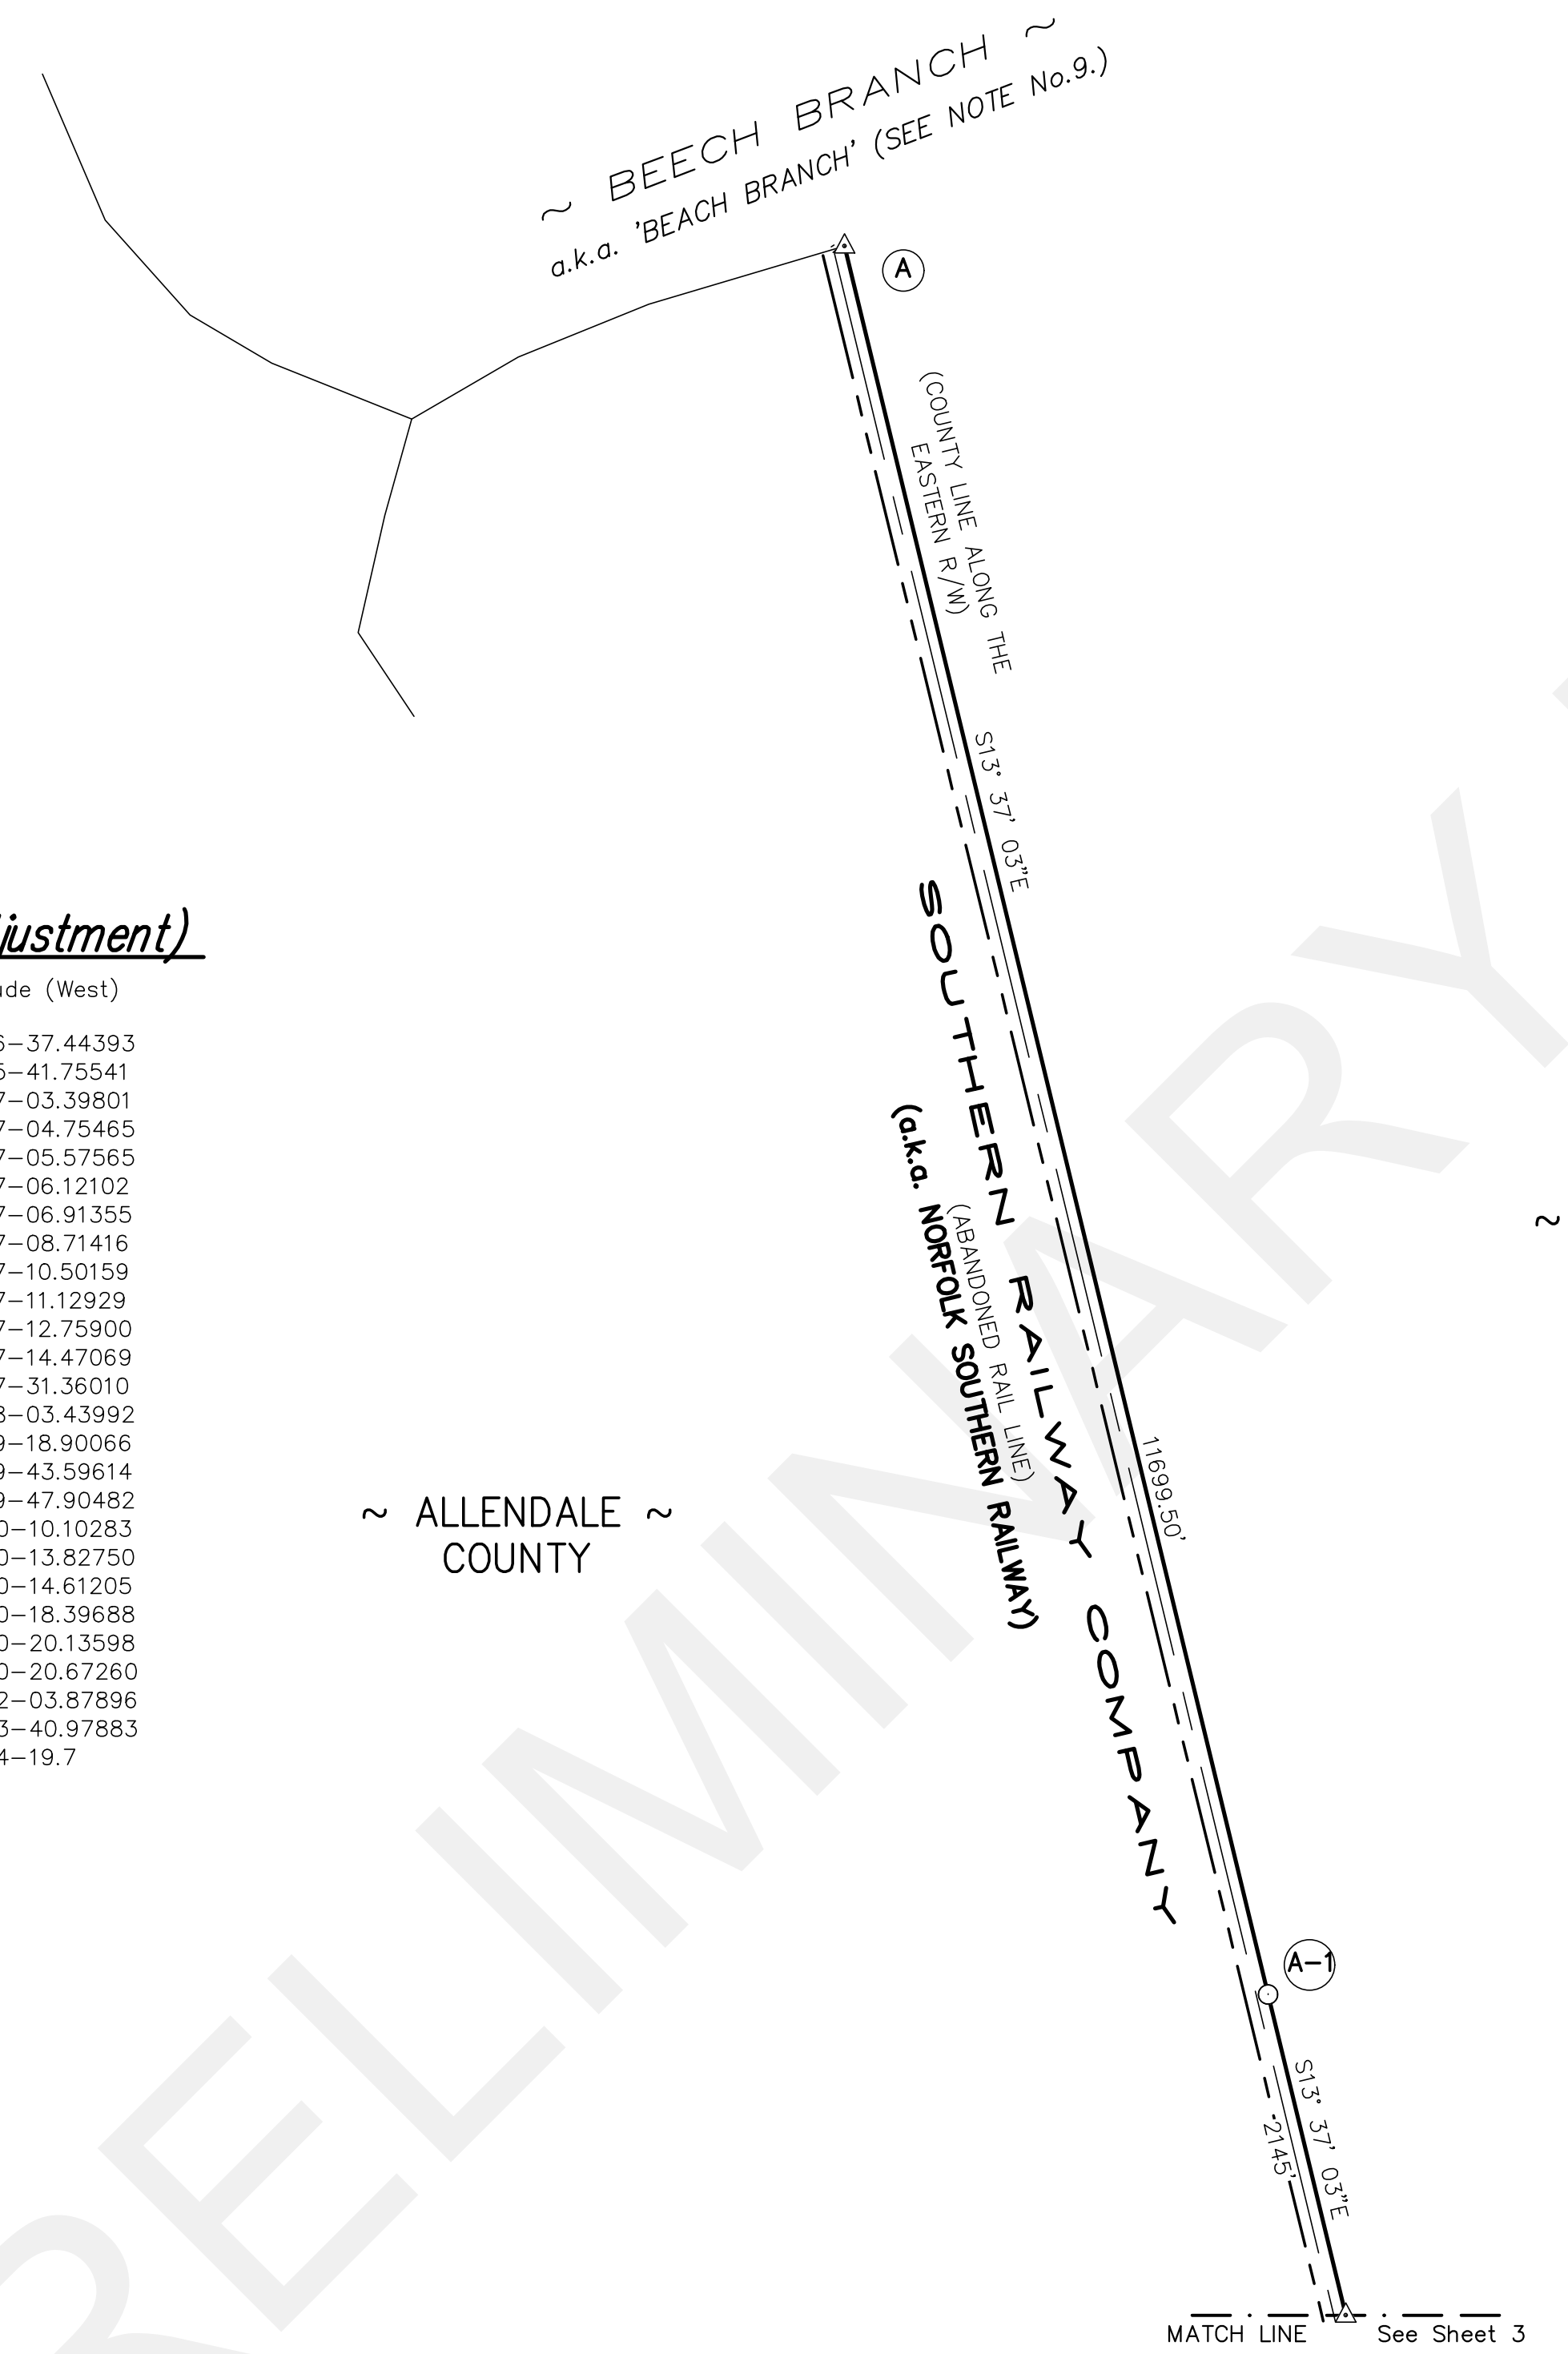 ~ BEECH BRANCH ~
a.k.a. 'BEACH BRANCH' (SEE NOTE No.9.)
A
(COUNTY LINE ALONG THE
EASTERN R/W)
S13° 37' 03"E
SOUTHERN RAILWAY COMPANY
(ABANDONED RAIL LINE)
(a.k.a. NORFOLK SOUTHERN RAILWAY)
11699.50'
justment)
ude (West)
6-37.44393
6-41.75541
7-03.39801
7-04.75465
7-05.57565
7-06.12102
7-06.91355
7-08.71416
7-10.50159
7-11.12929
7-12.75900
7-14.47069
7-31.36010
8-03.43992
9-18.90066
9-43.59614
9-47.90482
0-10.10283
0-13.82750
0-14.61205
0-18.39688
0-20.13598
0-20.67260
2-03.87896
3-40.97883
4-19.7
~ ALLENDALE ~
COUNTY
~
A-1
S13° 37' 03"E
~2145'
MATCH LINE See Sheet 3
RELIMINARY